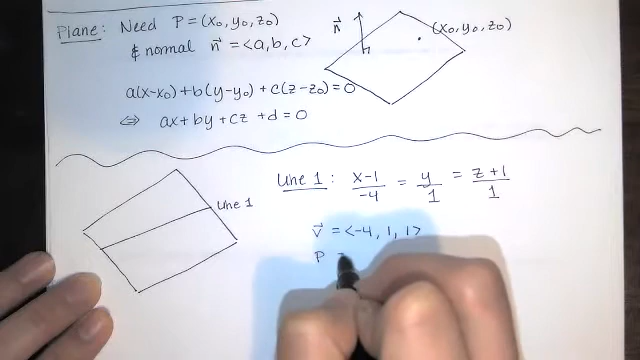 Plane: Need P = (x₀, y₀, z₀)
& normal n⃗ = <a, b, c>
n⃗
(x₀, y₀, z₀)
a(x-x₀) + b(y-y₀) + c(z-z₀) = 0
⇔ ax + by + cz + d = 0
Line 1
Line 1: (x-1)/-4 = y/1 = (z+1)/1
v⃗ = <-4, 1, 1>
P =